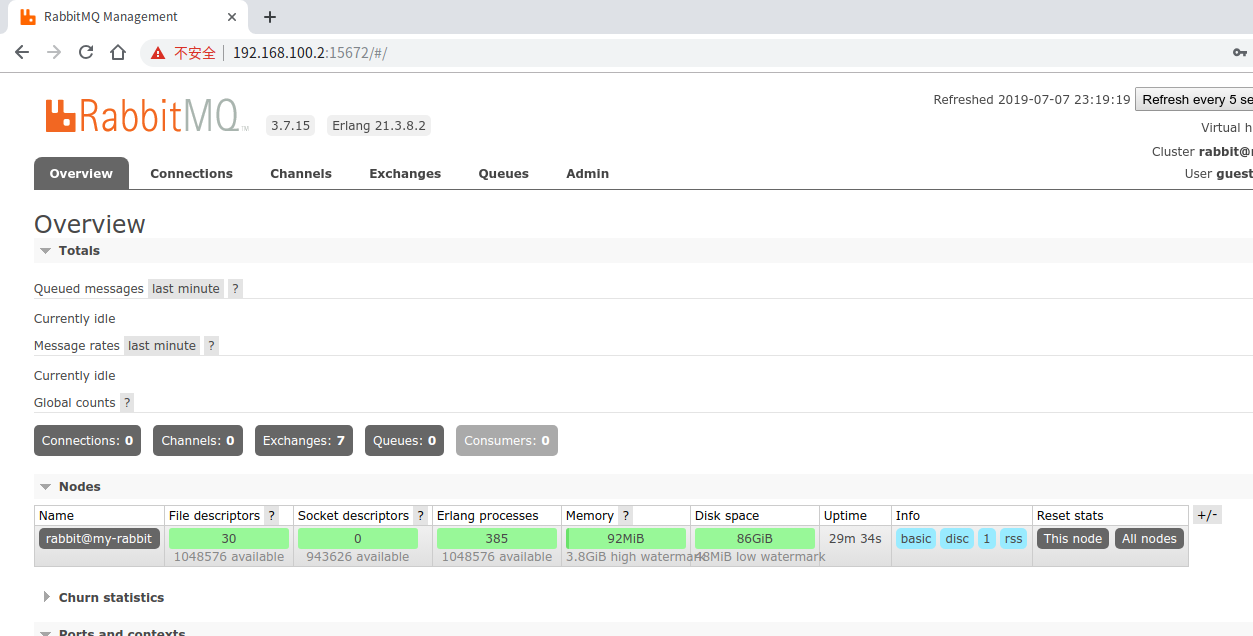 RabbitMQ Management
不安全 192.168.100.2:15672/#/
RabbitMQ TM 3.7.15 Erlang 21.3.8.2
Refreshed 2019-07-07 23:19:19 Refresh every 5 se
Virtual h
Cluster rabbit@
User guest
Overview Connections Channels Exchanges Queues Admin
Overview
Totals
Queued messages last minute ?
Currently idle
Message rates last minute ?
Currently idle
Global counts ?
Connections: 0 Channels: 0 Exchanges: 7 Queues: 0 Consumers: 0
Nodes
Name File descriptors ? Socket descriptors ? Erlang processes Memory ? Disk space Uptime Info Reset stats +/-
rabbit@my-rabbit 30 0 385 92MiB 86GiB 29m 34s basic disc 1 rss This node All nodes
1048576 available 943626 available 1048576 available 3.8GiB high watermark 48MiB low watermark
Churn statistics
Ports and contexts